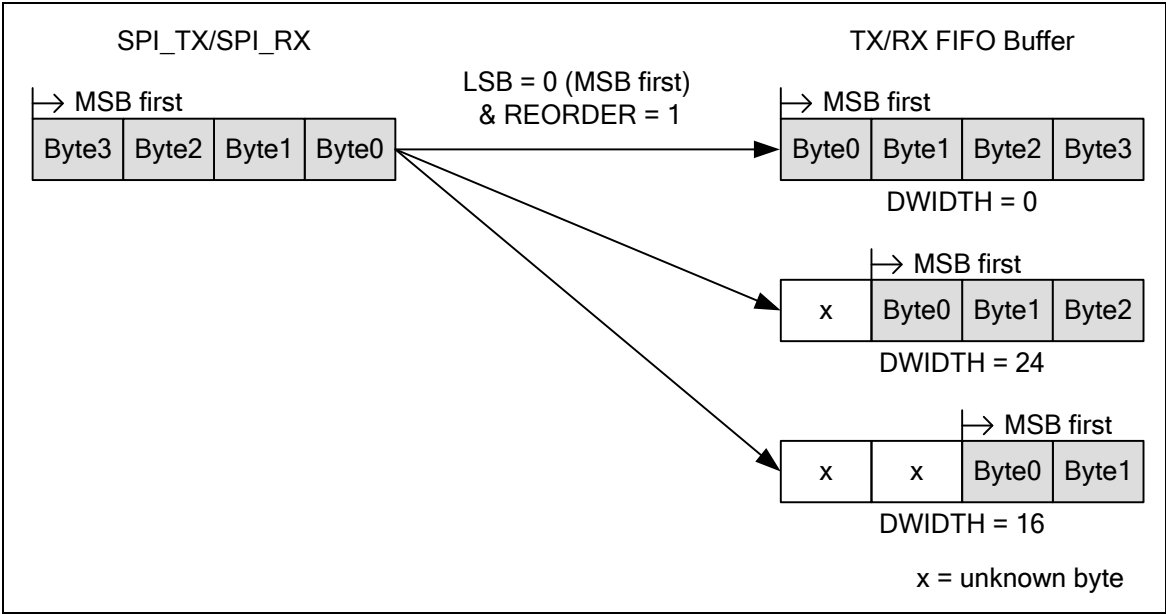 SPI_TX/SPI_RX
TX/RX FIFO Buffer
LSB = 0 (MSB first)
& REORDER = 1
MSB first
MSB first
Byte3 Byte2 Byte1 Byte0
Byte0 Byte1 Byte2 Byte3
DWIDTH = 0
MSB first
x Byte0 Byte1 Byte2
DWIDTH = 24
MSB first
x x Byte0 Byte1
DWIDTH = 16
x = unknown byte